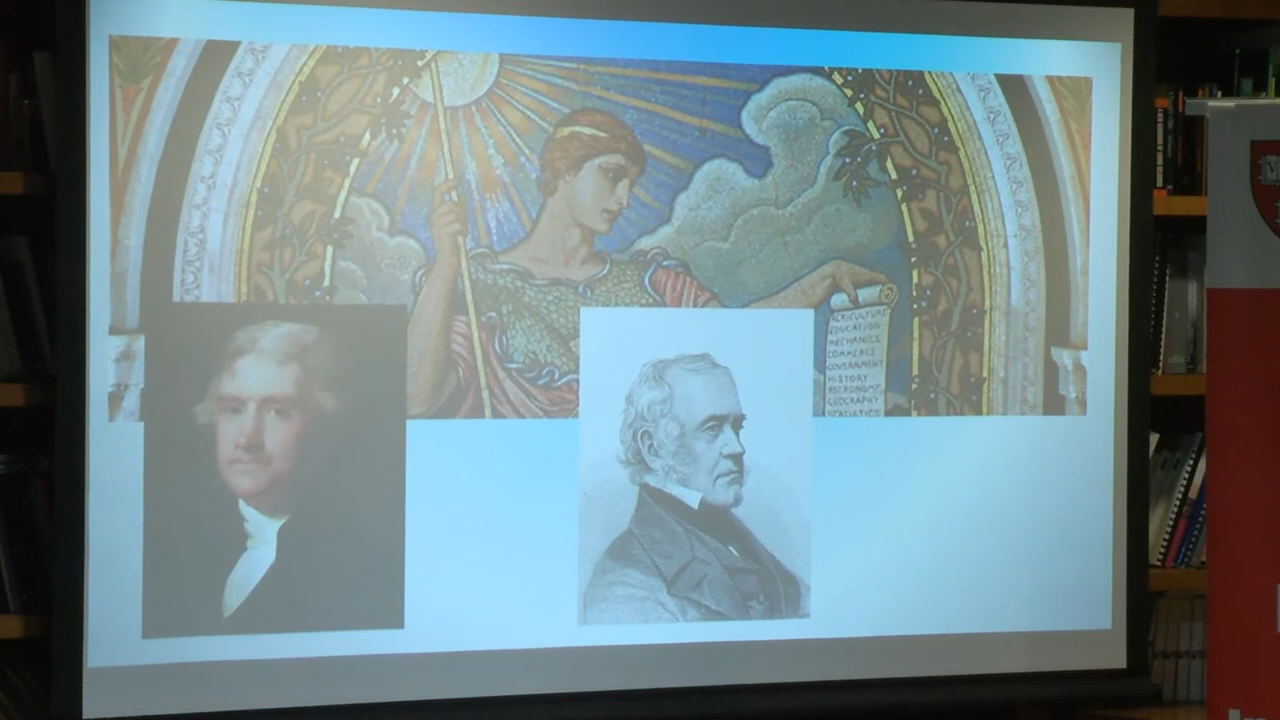 AGRICULTURE
EDUCATION
MECHANICS
COMMERCE
GOVERNMENT
HISTORY
ASTRONOMY
GEOGRAPHY
STATISTICS